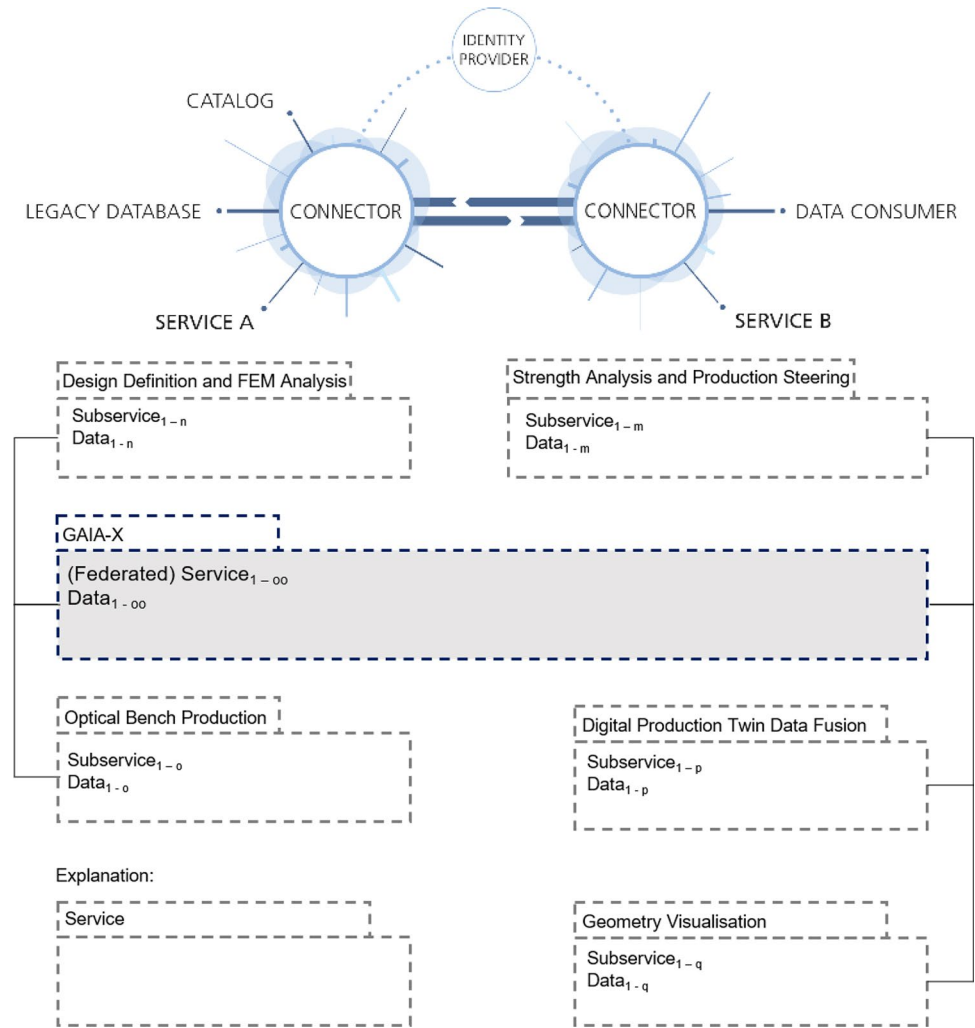 IDENTITY
PROVIDER
CATALOG
LEGACY DATABASE
CONNECTOR
CONNECTOR
DATA CONSUMER
SERVICE A
SERVICE B
Design Definition and FEM Analysis
Subservice1 – n
Data1 - n
Strength Analysis and Production Steering
Subservice1 – m
Data1 - m
GAIA-X
(Federated) Service1 – oo
Data1 - oo
Optical Bench Production
Subservice1 – o
Data1 - o
Digital Production Twin Data Fusion
Subservice1 – p
Data1 - p
Explanation:
Service
Geometry Visualisation
Subservice1 – q
Data1 - q